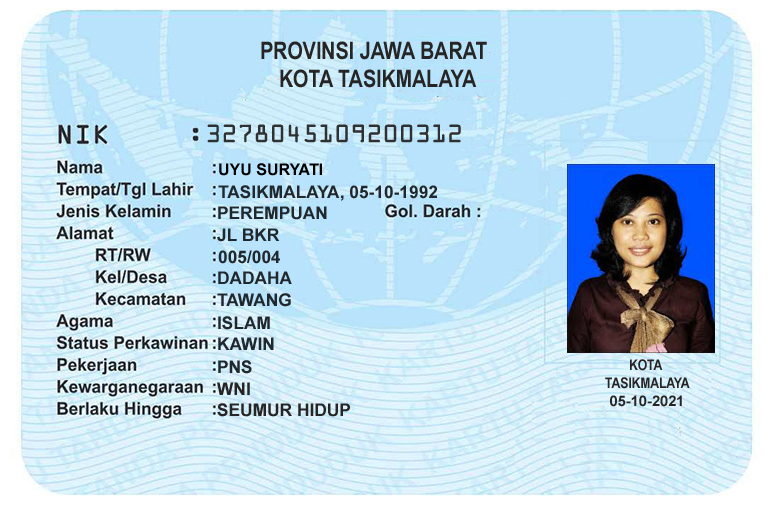 PROVINSI JAWA BARAT
KOTA TASIKMALAYA
NIK :3278045109200312
Nama :UYU SURYATI
Tempat/Tgl Lahir :TASIKMALAYA, 05-10-1992
Jenis Kelamin :PEREMPUAN Gol. Darah :
Alamat :JL BKR
RT/RW :005/004
Kel/Desa :DADAHA
Kecamatan :TAWANG
Agama :ISLAM
Status Perkawinan :KAWIN
Pekerjaan :PNS
Kewarganegaraan :WNI
Berlaku Hingga :SEUMUR HIDUP
KOTA
TASIKMALAYA
05-10-2021